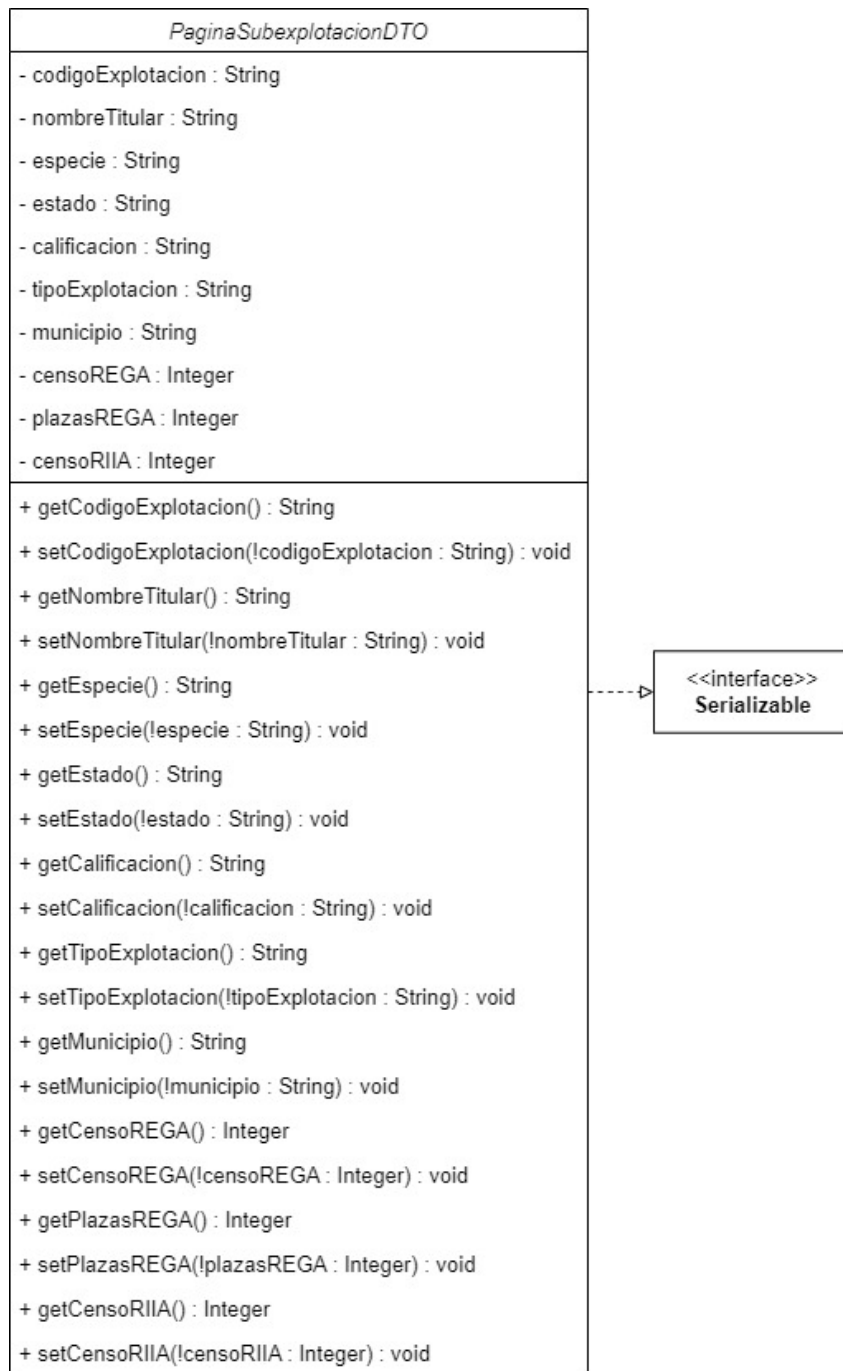 PaginaSubexplotacionDTO
- codigoExplotacion : String
- nombreTitular : String
- especie : String
- estado : String
- calificacion : String
- tipoExplotacion : String
- municipio : String
- censoREGA : Integer
- plazasREGA : Integer
- censoRIIA : Integer
+ getCodigoExplotacion() : String
+ setCodigoExplotacion(!codigoExplotacion : String) : void
+ getNombreTitular() : String
+ setNombreTitular(!nombreTitular : String) : void
+ getEspecie() : String
+ setEspecie(!especie : String) : void
+ getEstado() : String
+ setEstado(!estado : String) : void
+ getCalificacion() : String
+ setCalificacion(!calificacion : String) : void
+ getTipoExplotacion() : String
+ setTipoExplotacion(!tipoExplotacion : String) : void
+ getMunicipio() : String
+ setMunicipio(!municipio : String) : void
+ getCensoREGA() : Integer
+ setCensoREGA(!censoREGA : Integer) : void
+ getPlazasREGA() : Integer
+ setPlazasREGA(!plazasREGA : Integer) : void
+ getCensoRIIA() : Integer
+ setCensoRIIA(!censoRIIA : Integer) : void
<<interface>>
Serializable